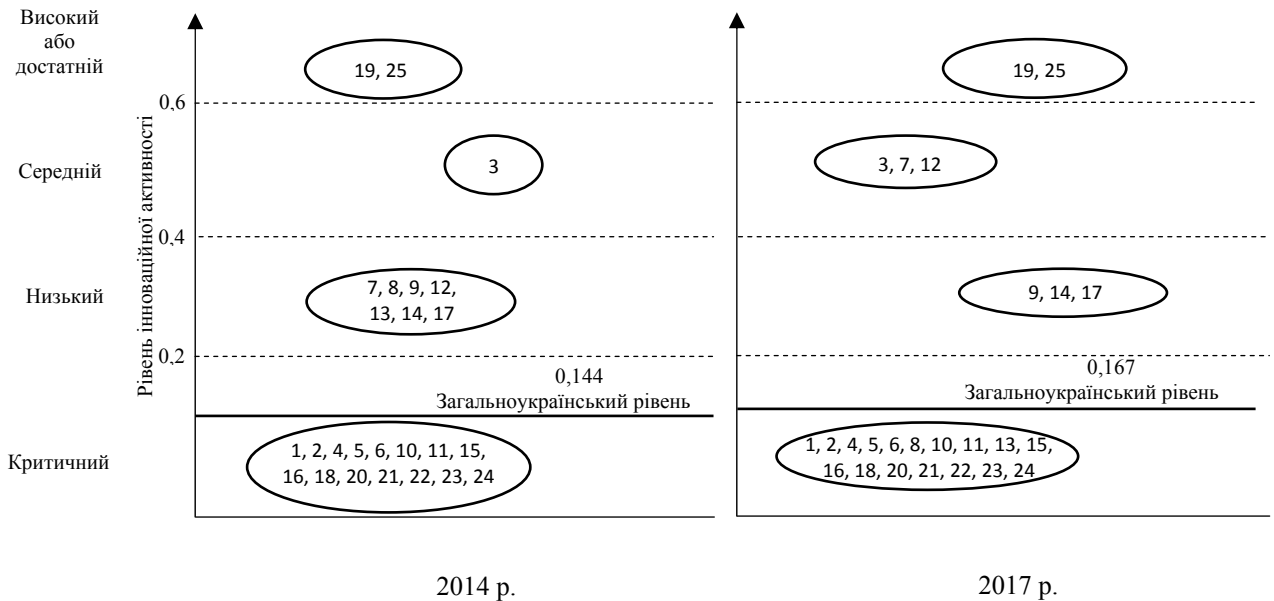 Високий
або
достатній
Середній
Низький
Критичний
Рівень інноваційної активності
0,6
0,4
0,2
19, 25
3
7, 8, 9, 12,
13, 14, 17
0,144
Загальноукраїнський рівень
1, 2, 4, 5, 6, 10, 11, 15,
16, 18, 20, 21, 22, 23, 24
2014 р.
19, 25
3, 7, 12
9, 14, 17
0,167
Загальноукраїнський рівень
1, 2, 4, 5, 6, 8, 10, 11, 13, 15,
16, 18, 20, 21, 22, 23, 24
2017 р.